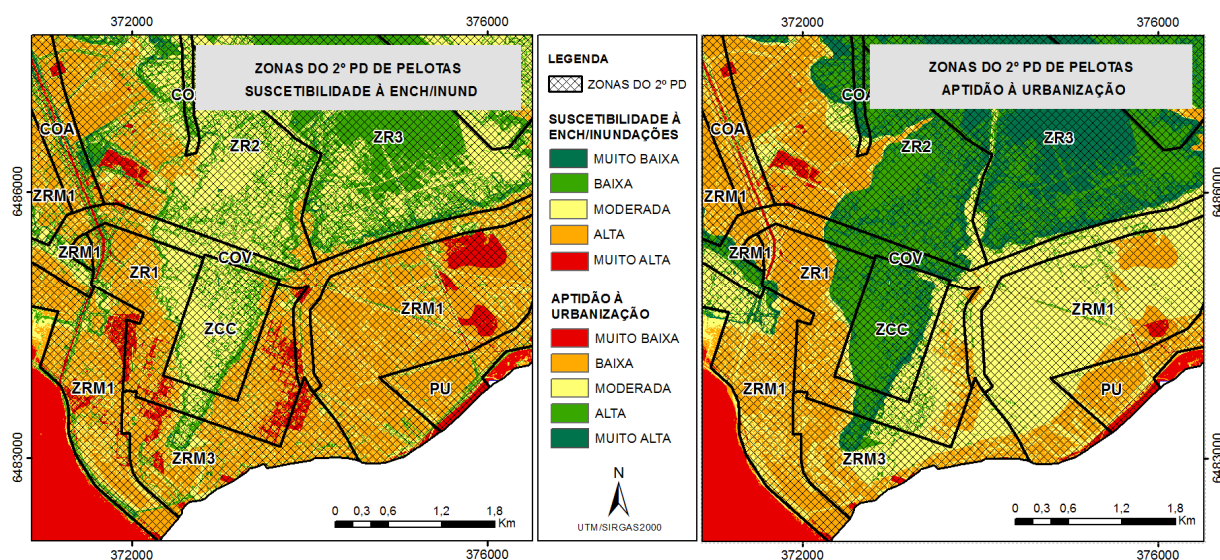 372000
376000
372000
376000
ZONAS DO 2º PD DE PELOTAS
SUSCETIBILIDADE À ENCH/INUND
COA
ZR2
ZR3
ZRM1
ZRM1
ZR1
COV
ZRM1
ZCC
ZRM1
PU
ZRM3
6486000
6483000
0 0,3 0,6 1,2 1,8
Km
LEGENDA
ZONAS DO 2º PD
SUSCETIBILIDADE À
ENCH/INUNDAÇÕES
MUITO BAIXA
BAIXA
MODERADA
ALTA
MUITO ALTA
APTIDÃO À
URBANIZAÇÃO
MUITO BAIXA
BAIXA
MODERADA
ALTA
MUITO ALTA
N
UTM/SIRGAS2000
ZONAS DO 2º PD DE PELOTAS
APTIDÃO À URBANIZAÇÃO
COA
ZR2
ZR3
ZRM1
ZRM1
ZR1
COV
ZRM1
ZCC
ZRM1
PU
ZRM3
6486000
6483000
0 0,3 0,6 1,2 1,8
Km
372000
376000
372000
376000